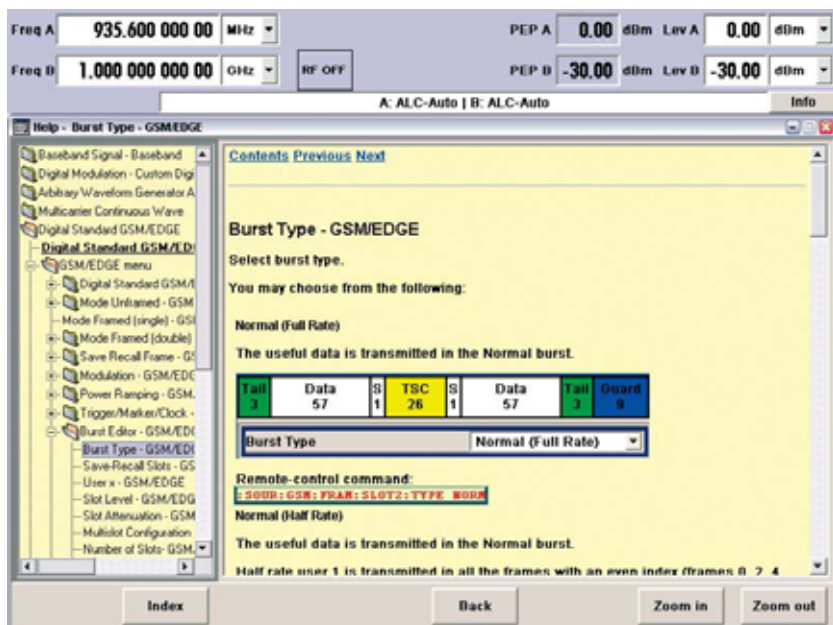 Freq A 935.600 000 00 MHz PEP A 0.00 dBm Lev A 0.00 dBm
Freq B 1.000 000 000 00 GHz RF OFF PEP B -30.00 dBm Lev B -30.00 dBm
A: ALC-Auto | B: ALC-Auto Info
Help - Burst Type - GSM/EDGE
Baseband Signal - Baseband
Digital Modulation - Custom Digi
Arbitrary Waveform Generator A
Multicarrier Continuous Wave
Digital Standard GSM/EDGE
Digital Standard GSM/ED
GSM/EDGE menu
Digital Standard GSM/E
Mode Unframed - GSM
Mode Framed (single) - GSI
Mode Framed (double)
Save Recall Frame - GS
Modulation - GSM/EDG
Power Ramping - GSM.
Trigger/Marker/Clock -
Burst Editor - GSM/ED
Burst Type - GSM/ED
Save-Recall Slots - GS
User x - GSM/EDGE
Slot Level - GSM/EDG
Slot Attenuation - GSM
Multislot Configuration
Number of Slots- GSM.
Contents Previous Next
Burst Type - GSM/EDGE
Select burst type.
You may choose from the following:
Normal (Full Rate)
The useful data is transmitted in the Normal burst.
Tail Data S TSC S Data Tail Guard
3 57 1 26 1 57 3 9
Burst Type Normal (Full Rate)
Remote-control command:
:SOUR:GSM:FRAM:SLOT2:TYPE NORM
Normal (Half Rate)
The useful data is transmitted in the Normal burst.
Half rate user 1 is transmitted in all the frames with an even index (frames 0, 2, 4
Index Back Zoom in Zoom out